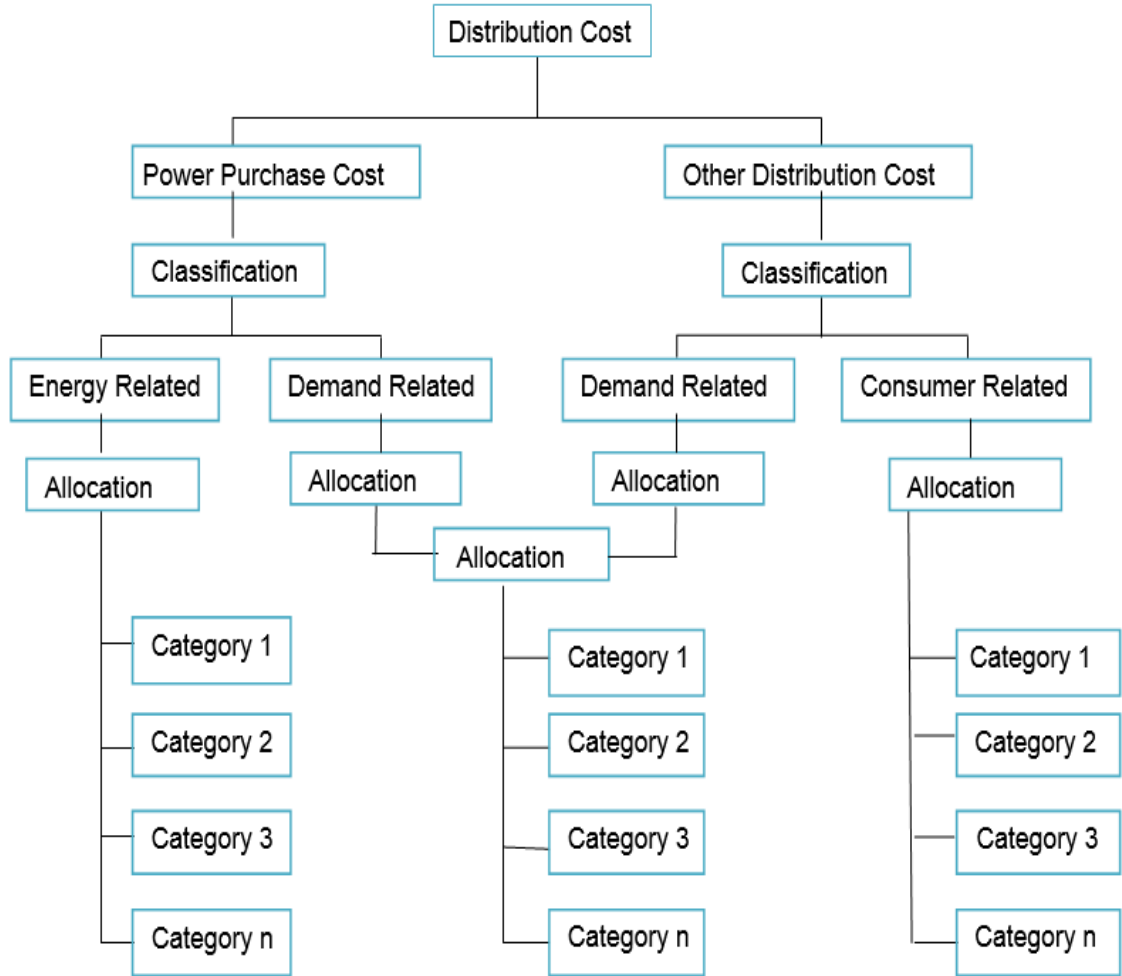 Distribution Cost
Power Purchase Cost
Other Distribution Cost
Classification
Classification
Energy Related
Demand Related
Demand Related
Consumer Related
Allocation
Allocation
Allocation
Allocation
Allocation
Category 1
Category 1
Category 1
Category 2
Category 2
Category 2
Category 3
Category 3
Category 3
Category n
Category n
Category n